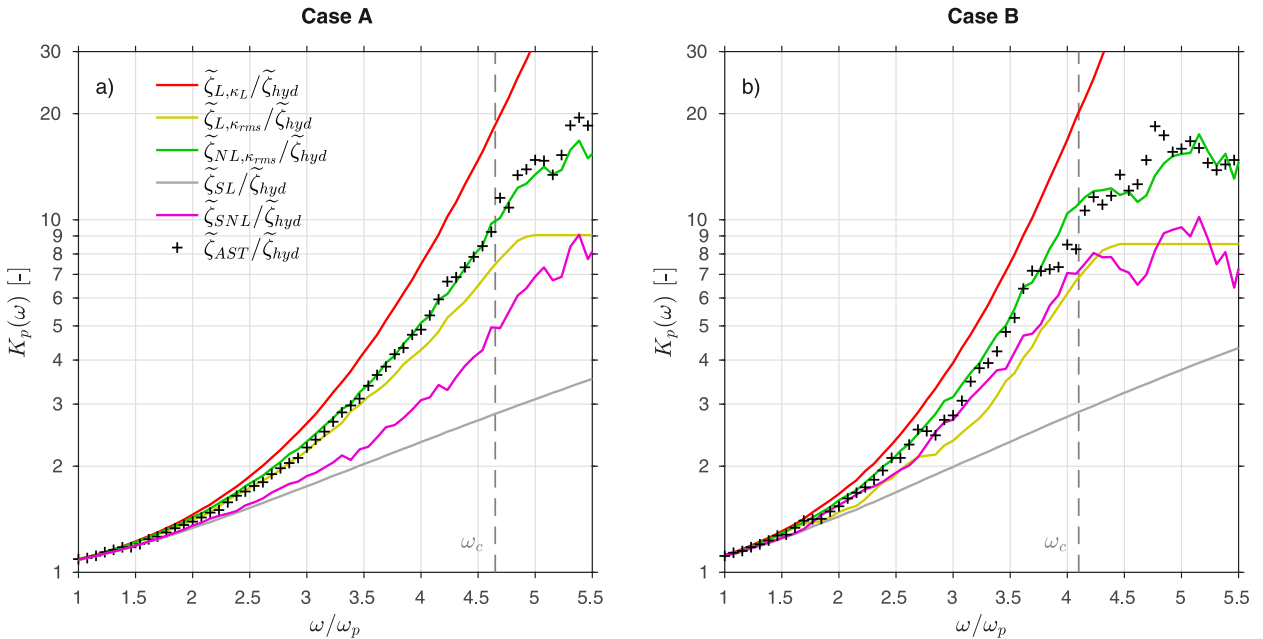 Case A
a)
ζ̃_{L,κ_L}/ζ̃_{hyd}
ζ̃_{L,κ_{rms}}/ζ̃_{hyd}
ζ̃_{NL,κ_{rms}}/ζ̃_{hyd}
ζ̃_{SL}/ζ̃_{hyd}
ζ̃_{SNL}/ζ̃_{hyd}
+ ζ̃_{AST}/ζ̃_{hyd}
K_p(ω) [-]
30
20
10
9
8
7
6
5
4
3
2
1
ω_c
1 1.5 2 2.5 3 3.5 4 4.5 5 5.5
ω/ω_p
Case B
b)
K_p(ω) [-]
30
20
10
9
8
7
6
5
4
3
2
1
ω_c
1 1.5 2 2.5 3 3.5 4 4.5 5 5.5
ω/ω_p